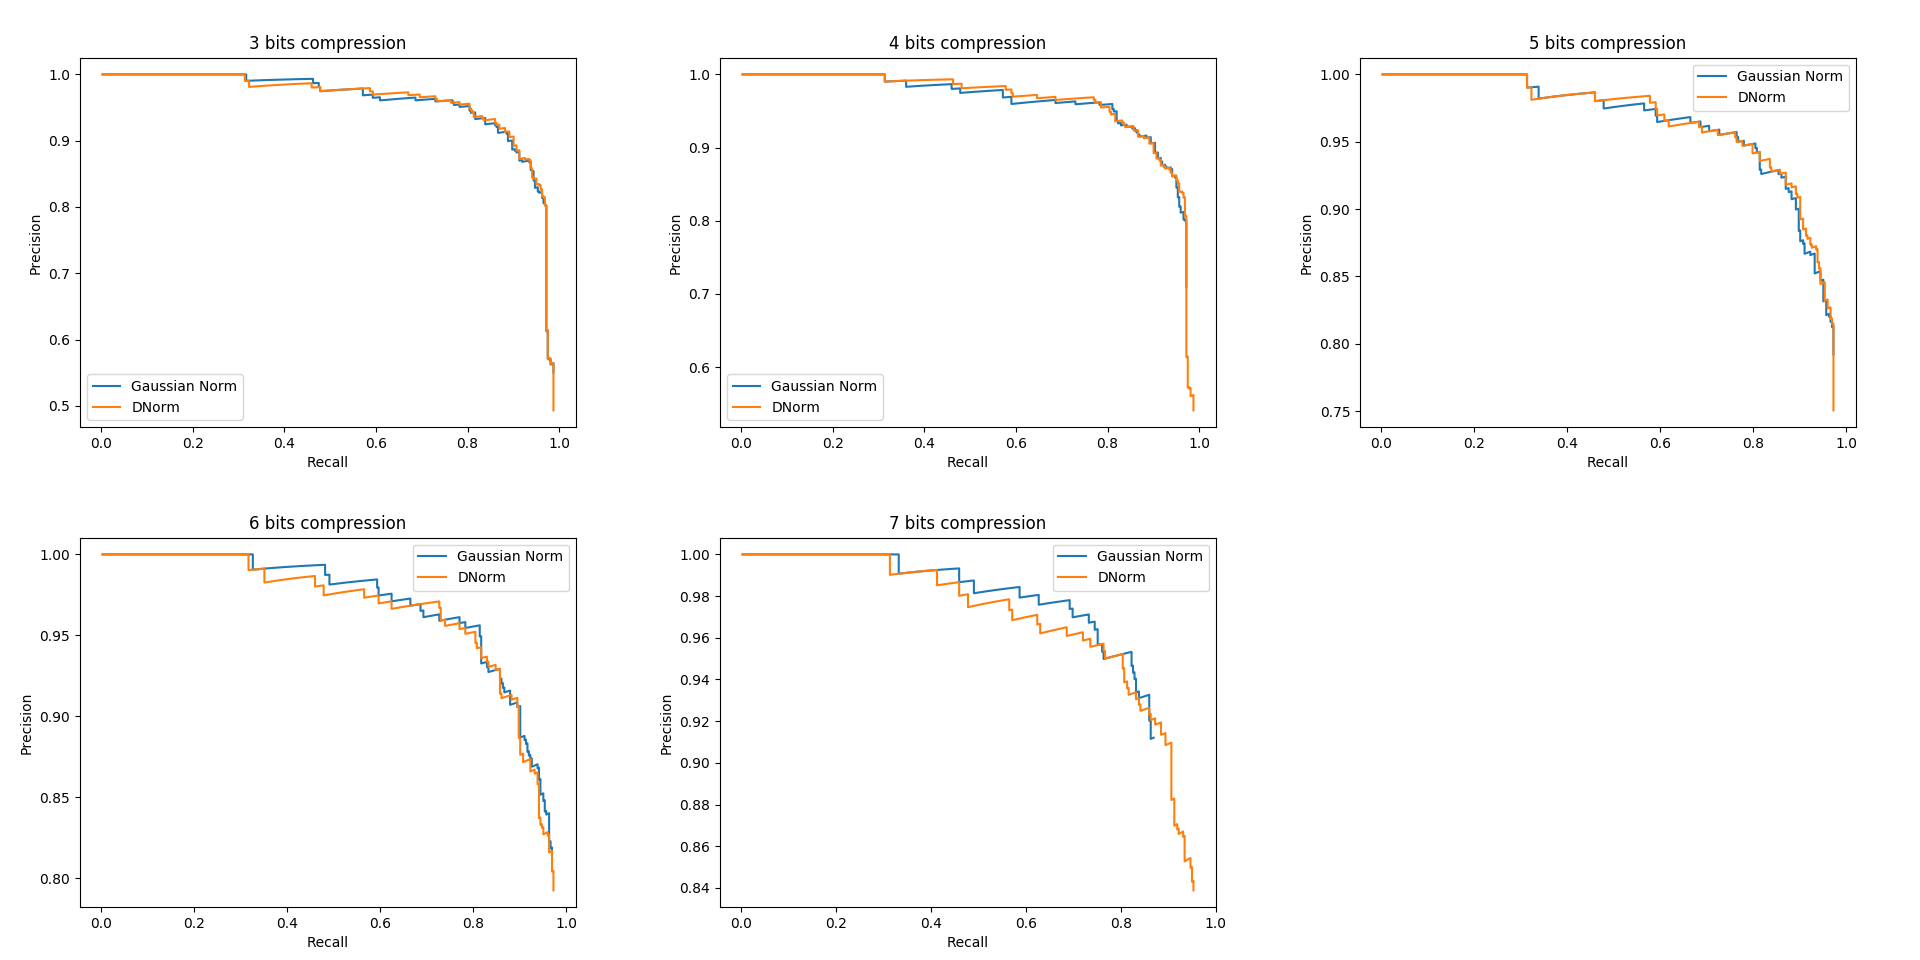 3 bits compression
1.0
0.9
0.8
0.7
0.6
0.5
Precision
Gaussian Norm
DNorm
0.0 0.2 0.4 0.6 0.8 1.0
Recall
4 bits compression
1.0
0.9
0.8
0.7
0.6
Precision
Gaussian Norm
DNorm
0.0 0.2 0.4 0.6 0.8 1.0
Recall
5 bits compression
1.00
0.95
0.90
0.85
0.80
0.75
Precision
Gaussian Norm
DNorm
0.0 0.2 0.4 0.6 0.8 1.0
Recall
6 bits compression
1.00
0.95
0.90
0.85
0.80
Precision
Gaussian Norm
DNorm
0.0 0.2 0.4 0.6 0.8 1.0
Recall
7 bits compression
1.00
0.98
0.96
0.94
0.92
0.90
0.88
0.86
0.84
Precision
Gaussian Norm
DNorm
0.0 0.2 0.4 0.6 0.8 1.0
Recall